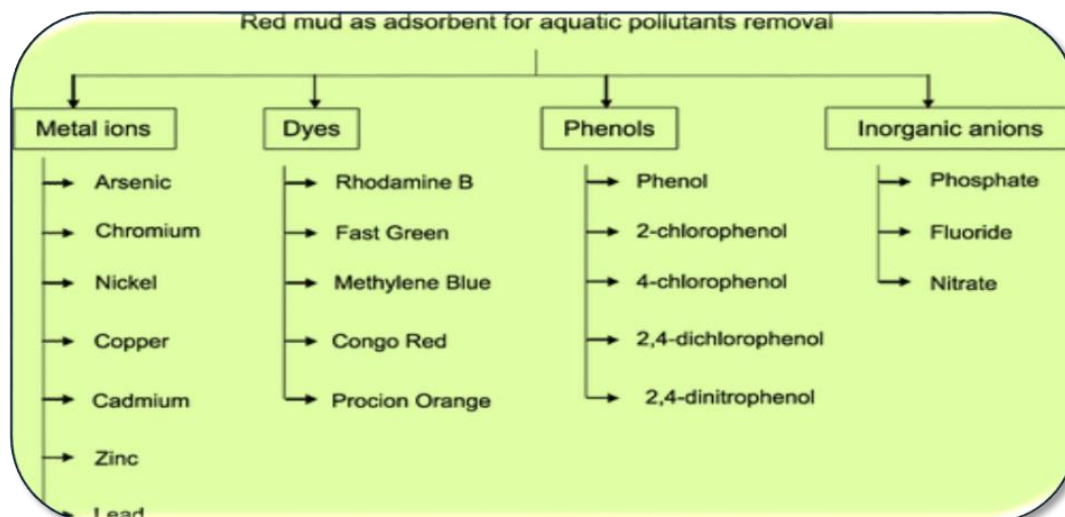 Red mud as adsorbent for aquatic pollutants removal
Metal ions
Arsenic
Chromium
Nickel
Copper
Cadmium
Zinc
Lead
Dyes
Rhodamine B
Fast Green
Methylene Blue
Congo Red
Procion Orange
Phenols
Phenol
2-chlorophenol
4-chlorophenol
2,4-dichlorophenol
2,4-dinitrophenol
Inorganic anions
Phosphate
Fluoride
Nitrate